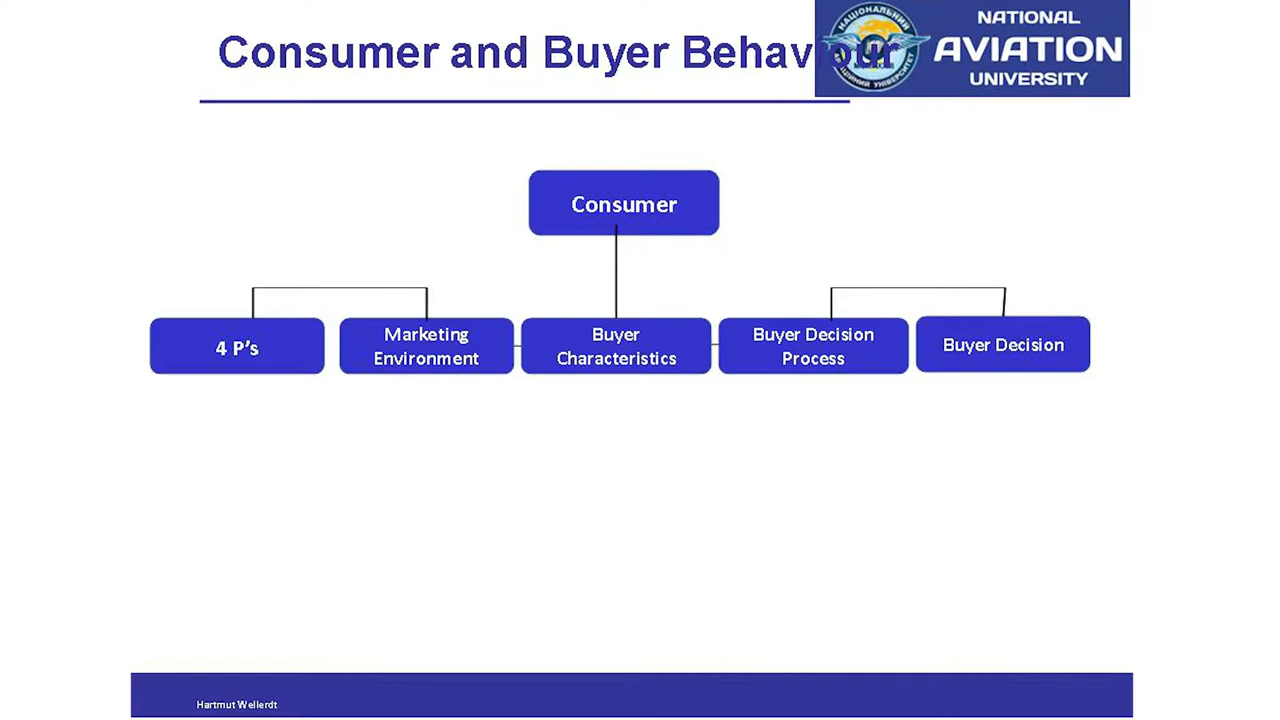 Consumer and Buyer Behaviour
NATIONAL
AVIATION
UNIVERSITY
Consumer
4 P's
Marketing
Environment
Buyer
Characteristics
Buyer Decision
Process
Buyer Decision
Hartmut Wellerdt